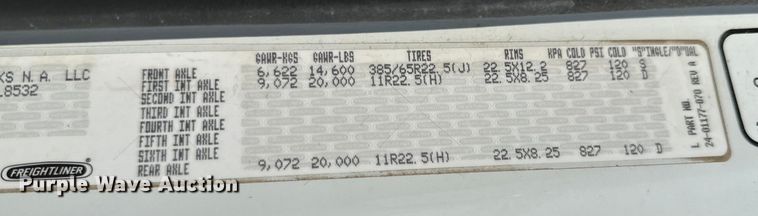 GAWR-KGS GAWR-LBS TIRES RIMS KPA COLD PSI COLD "S"INGLE/"D"UAL
KS N.A. LLC FRONT AXLE 6,622 14,600 385/65R22.5(J) 22.5X12.2 827 120 S
L8532 FIRST INT AXLE 9,072 20,000 11R22.5(H) 22.5X8.25 827 120 D
SECOND INT AXLE
THIRD INT AXLE
FOURTH INT AXLE
FIFTH INT AXLE
SIXTH INT AXLE
REAR AXLE 9,072 20,000 11R22.5(H) 22.5X8.25 827 120 D
FREIGHTLINER
L PART NO.
24-01177-070 REV A
Purple Wave Auction